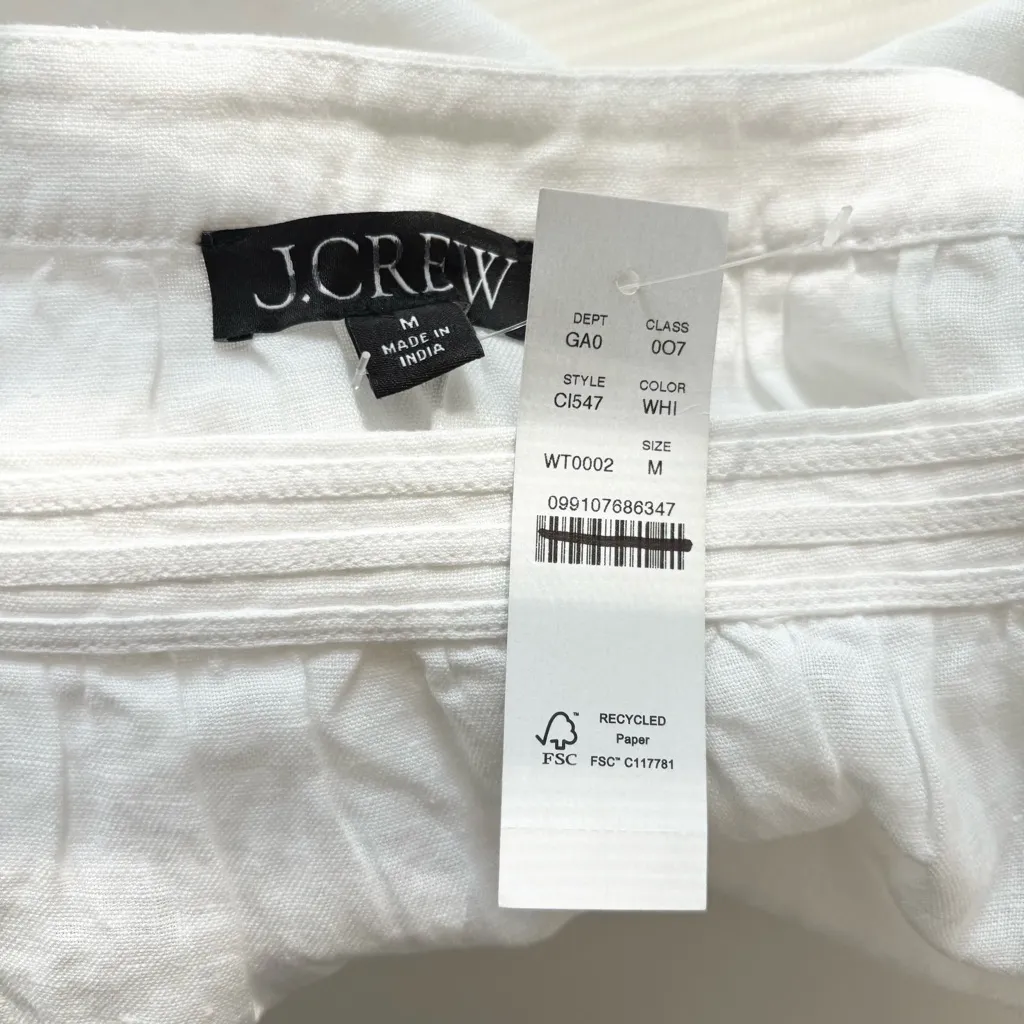 J.CREW
M
MADE IN
INDIA
DEPT CLASS
GA0 007
STYLE COLOR
CI547 WHI
SIZE
WT0002 M
099107686347
RECYCLED
Paper
FSC™ C117781
™
FSC